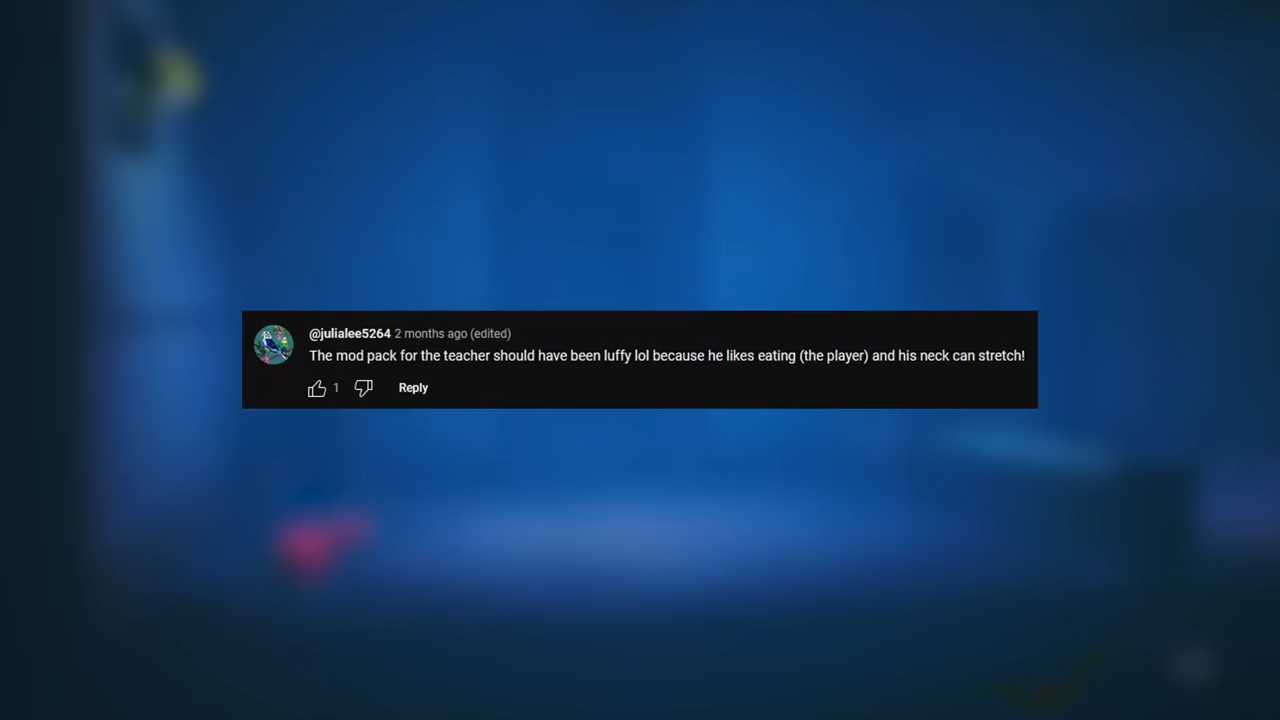 @julialee5264 2 months ago (edited)
The mod pack for the teacher should have been luffy lol because he likes eating (the player) and his neck can stretch!
1 Reply